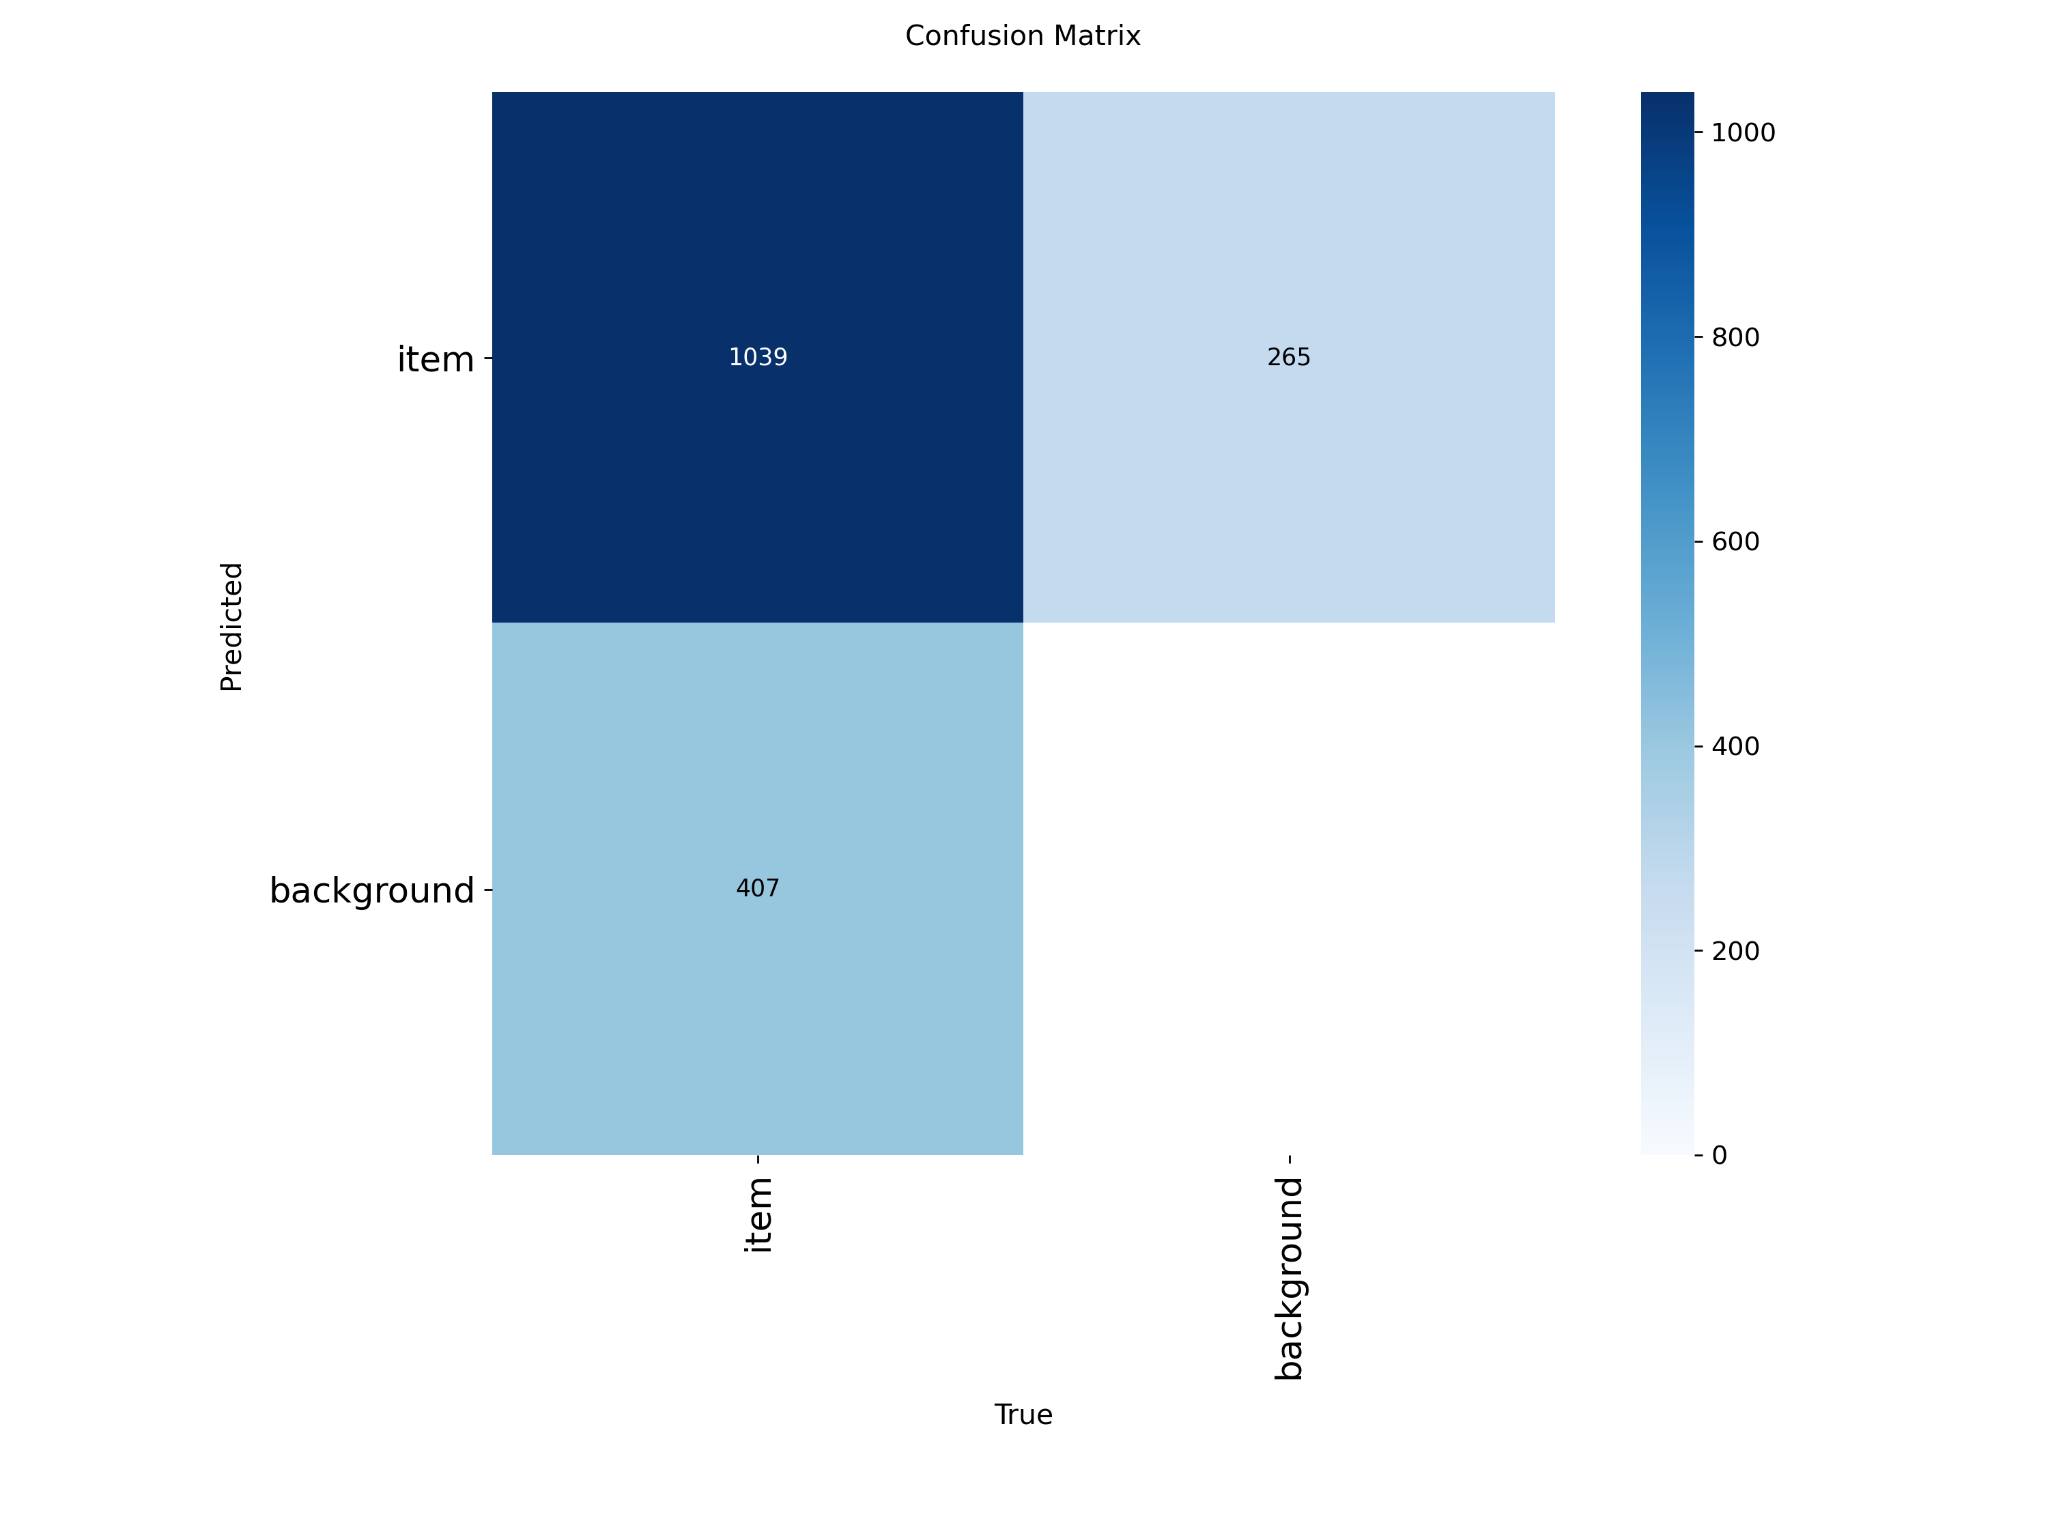 Confusion Matrix
1000
item
1039
265
800
600
Predicted
400
background
407
200
0
item
background
True